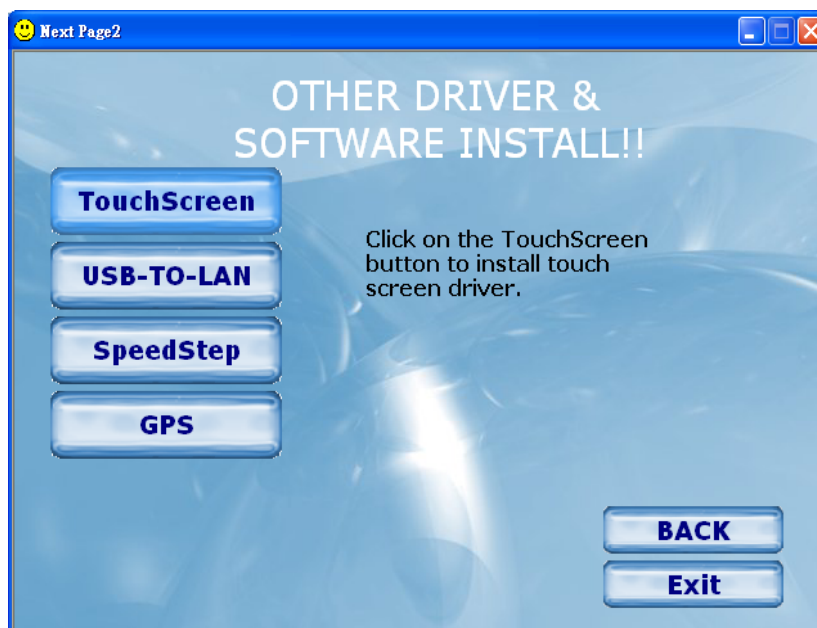 Next Page2
OTHER DRIVER &
SOFTWARE INSTALL!!
TouchScreen
USB-TO-LAN
SpeedStep
GPS
Click on the TouchScreen
button to install touch
screen driver.
BACK
Exit